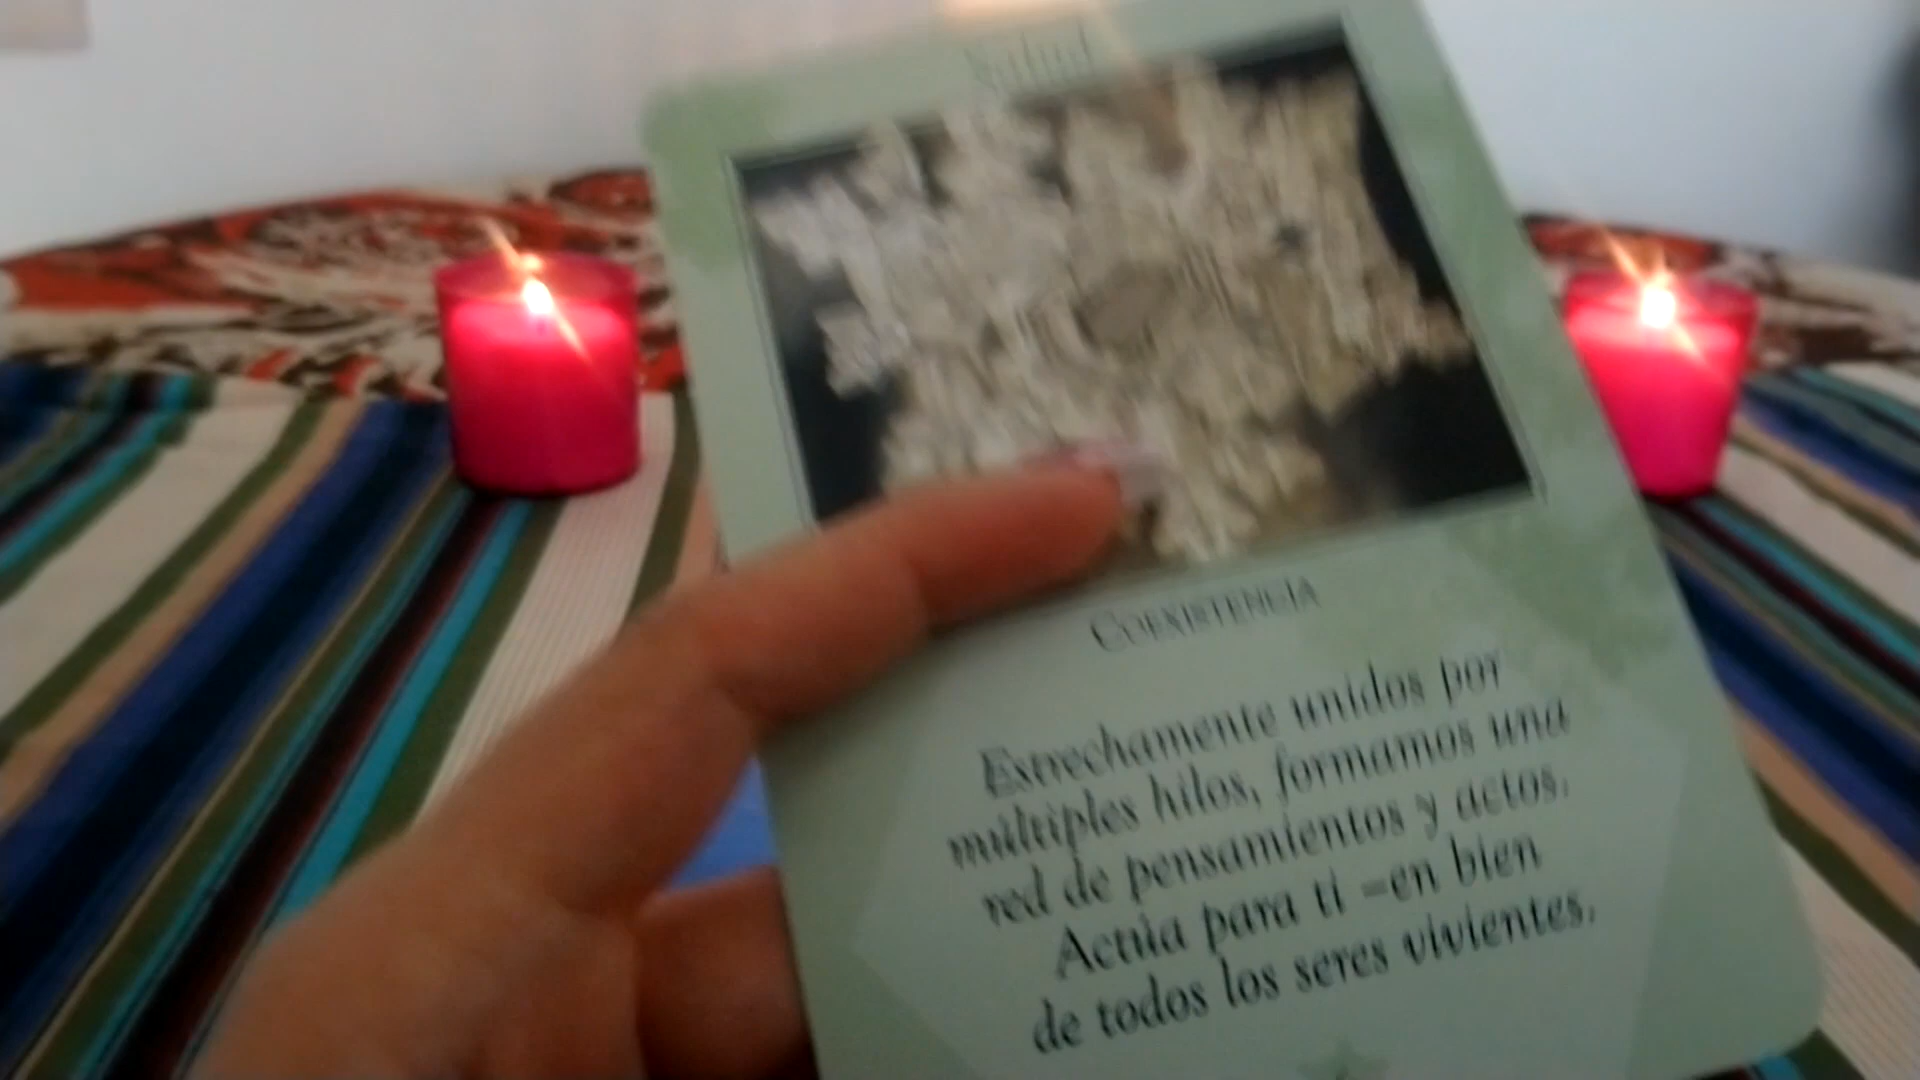 Salud
COEXISTENCIA
Estrechamente unidos por
múltiples hilos, formamos una
red de pensamientos y actos.
Actúa para ti –en bien
de todos los seres vivientes.